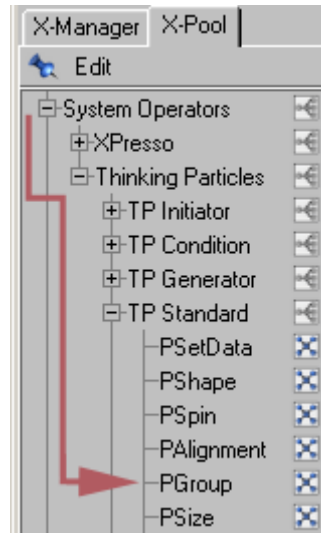 X-Manager X-Pool
Edit
System Operators
XPresso
Thinking Particles
TP Initiator
TP Condition
TP Generator
TP Standard
PSetData
PShape
PSpin
PAlignment
PGroup
PSize